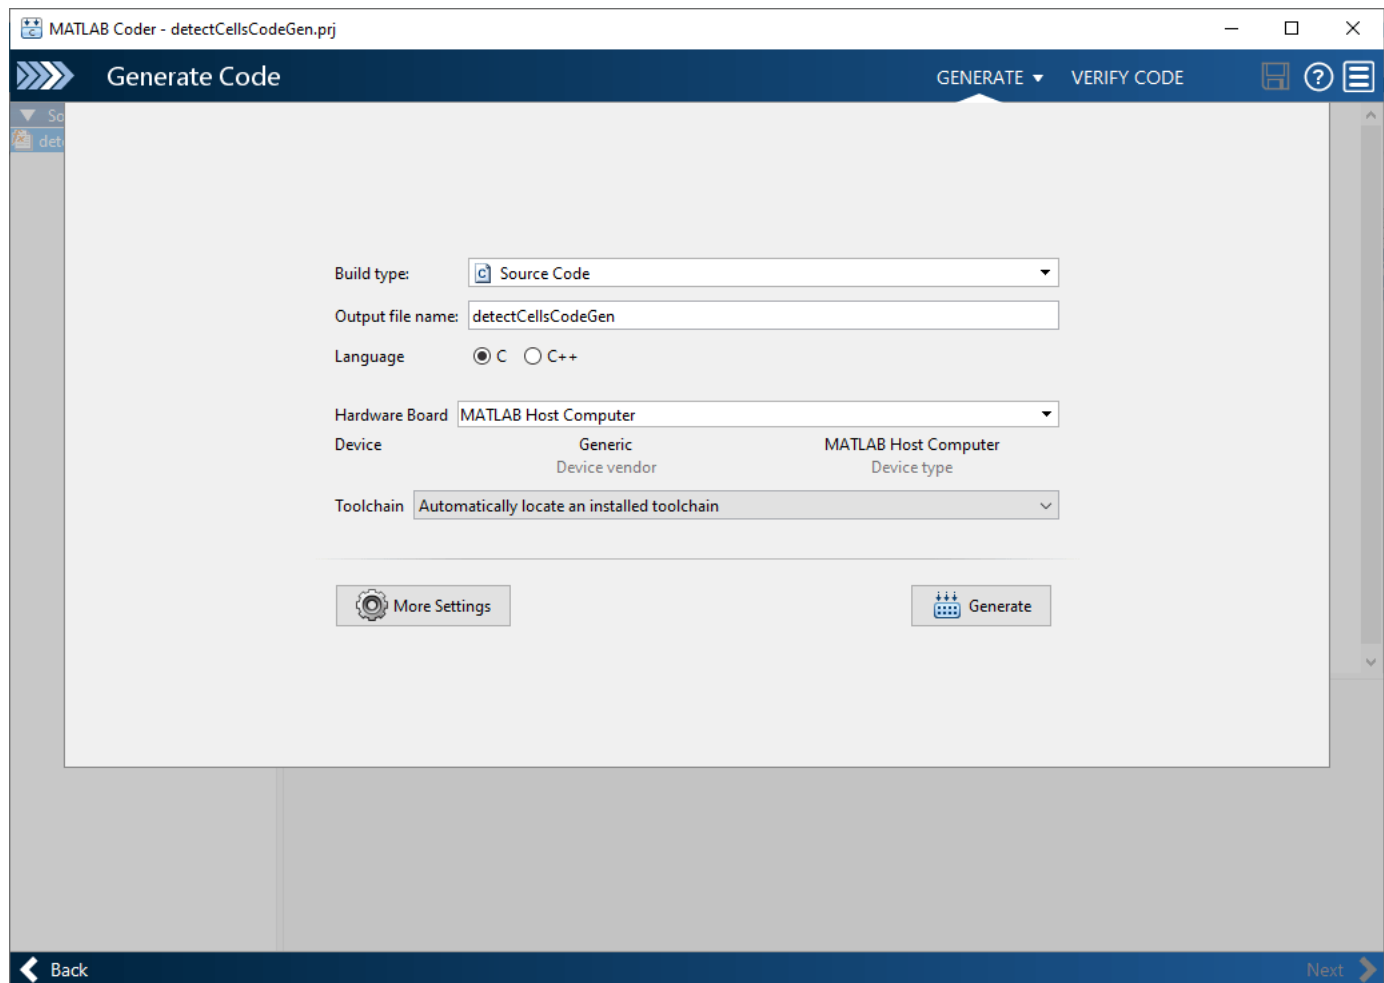 MATLAB Coder - detectCellsCodeGen.prj
Generate Code
GENERATE
VERIFY CODE
So
det
Build type:
Source Code
Output file name:
detectCellsCodeGen
Language
C
C++
Hardware Board
MATLAB Host Computer
Device
Generic
MATLAB Host Computer
Device vendor
Device type
Toolchain
Automatically locate an installed toolchain
More Settings
Generate
Back
Next